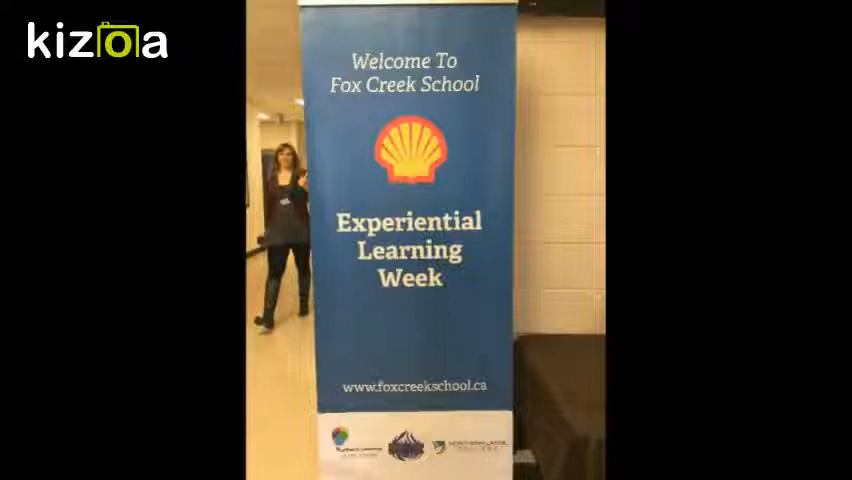 kizoa
Welcome To
Fox Creek School
Experiential
Learning
Week
www.foxcreekschool.ca